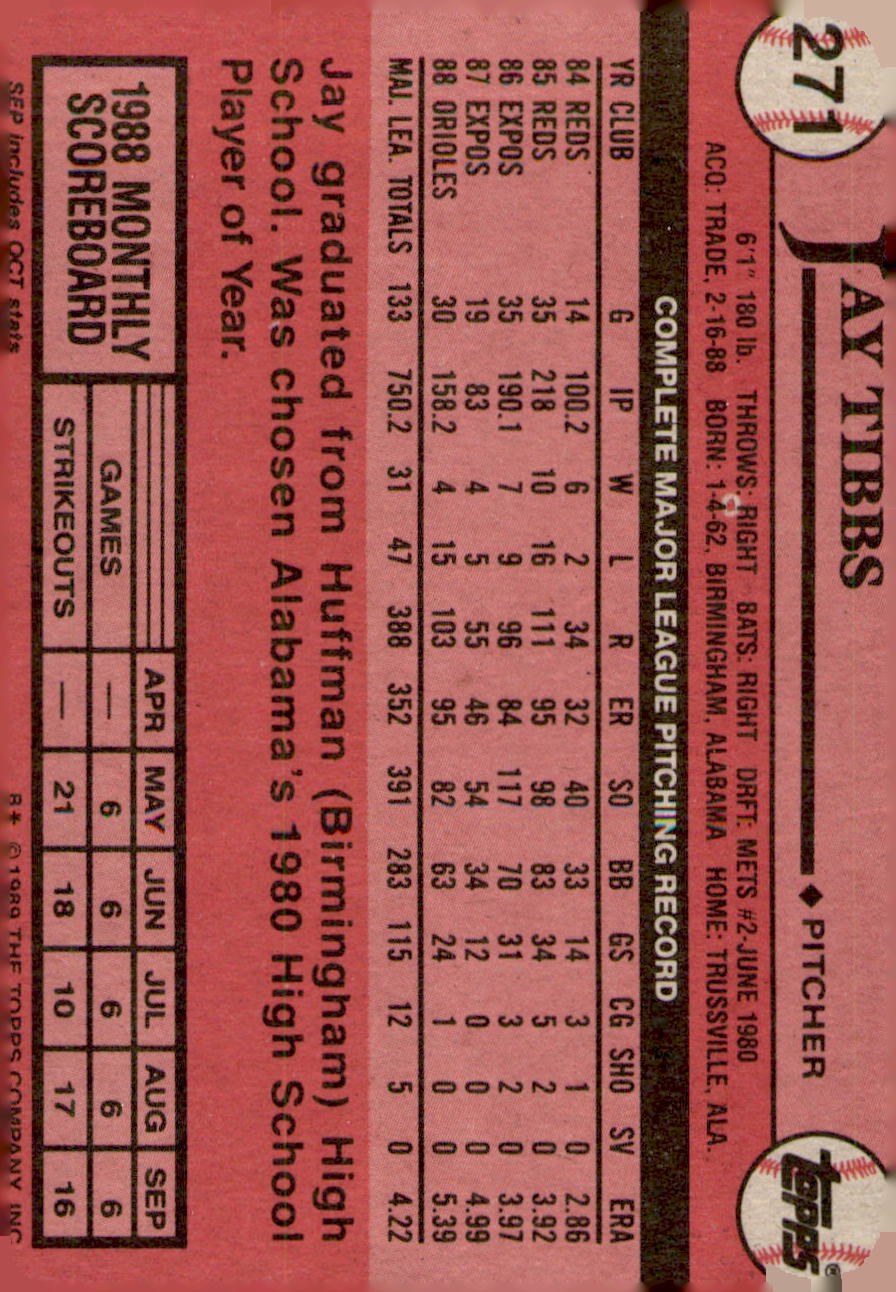 271
JAY TIBBS ♦ PITCHER
topps®
6'1" 180 lb. THROWS: RIGHT BATS: RIGHT DRFT: METS #2-JUNE 1980
ACQ: TRADE, 2-16-88 BORN: 1-4-62, BIRMINGHAM, ALABAMA HOME: TRUSSVILLE, ALA.
COMPLETE MAJOR LEAGUE PITCHING RECORD
YR CLUB G IP W L R ER SO BB GS CG SHO SV ERA
84 REDS 14 100.2 6 2 34 32 40 33 14 3 1 0 2.86
85 REDS 35 218 10 16 111 95 98 83 34 5 2 0 3.92
86 EXPOS 35 190.1 7 9 96 84 117 70 31 3 2 0 3.97
87 EXPOS 19 83 4 5 55 46 54 34 12 0 0 0 4.99
88 ORIOLES 30 158.2 4 15 103 95 82 63 24 1 0 0 5.39
MAJ. LEA. TOTALS 133 750.2 31 47 388 352 391 283 115 12 5 0 4.22
Jay graduated from Huffman (Birmingham) High
School. Was chosen Alabama's 1980 High School
Player of Year.
1988 MONTHLY
SCOREBOARD
APR MAY JUN JUL AUG SEP
GAMES — 6 6 6 6 6
STRIKEOUTS — 21 18 10 17 16
SEP includes OCT stats
B* © 1989 THE TOPPS COMPANY, INC